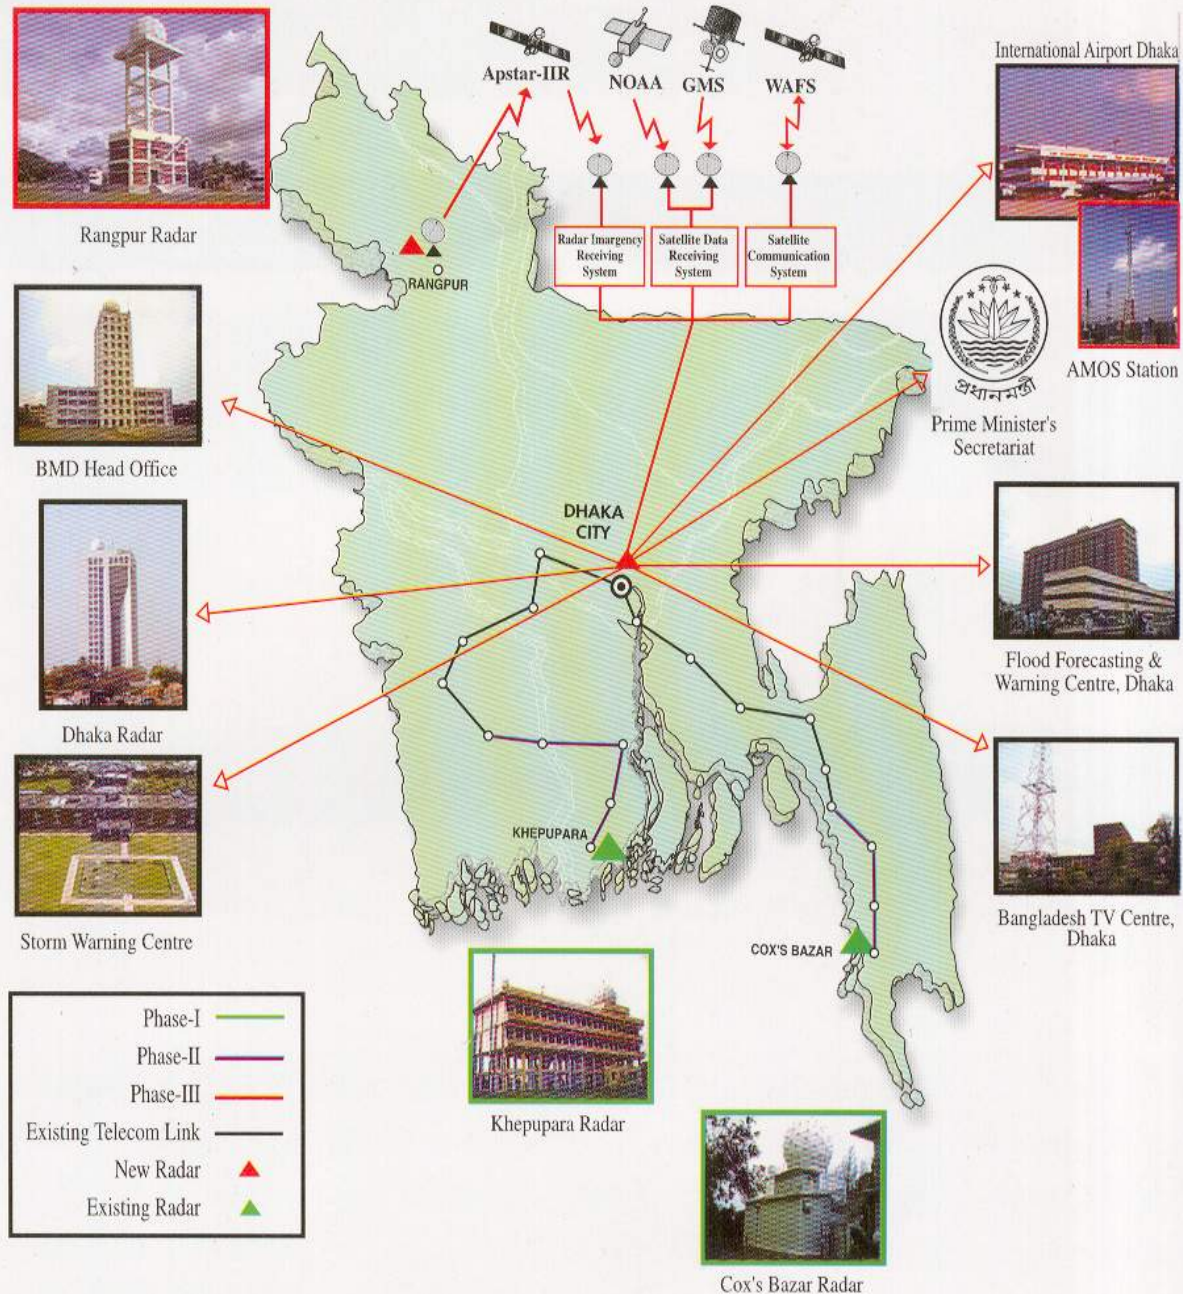 Apstar-IIR
NOAA
GMS
WAFS
International Airport Dhaka
Rangpur Radar
Radar Imargency
Receiving
System
Satellite Data
Receiving
System
Satellite
Communication
System
RANGPUR
AMOS Station
প্রধানমন্ত্রী
Prime Minister's
Secretariat
BMD Head Office
DHAKA
CITY
Flood Forecasting &
Warning Centre, Dhaka
Dhaka Radar
KHEPUPARA
Storm Warning Centre
COX'S BAZAR
Bangladesh TV Centre,
Dhaka
Phase-I
Phase-II
Phase-III
Existing Telecom Link
New Radar
Existing Radar
Khepupara Radar
Cox's Bazar Radar